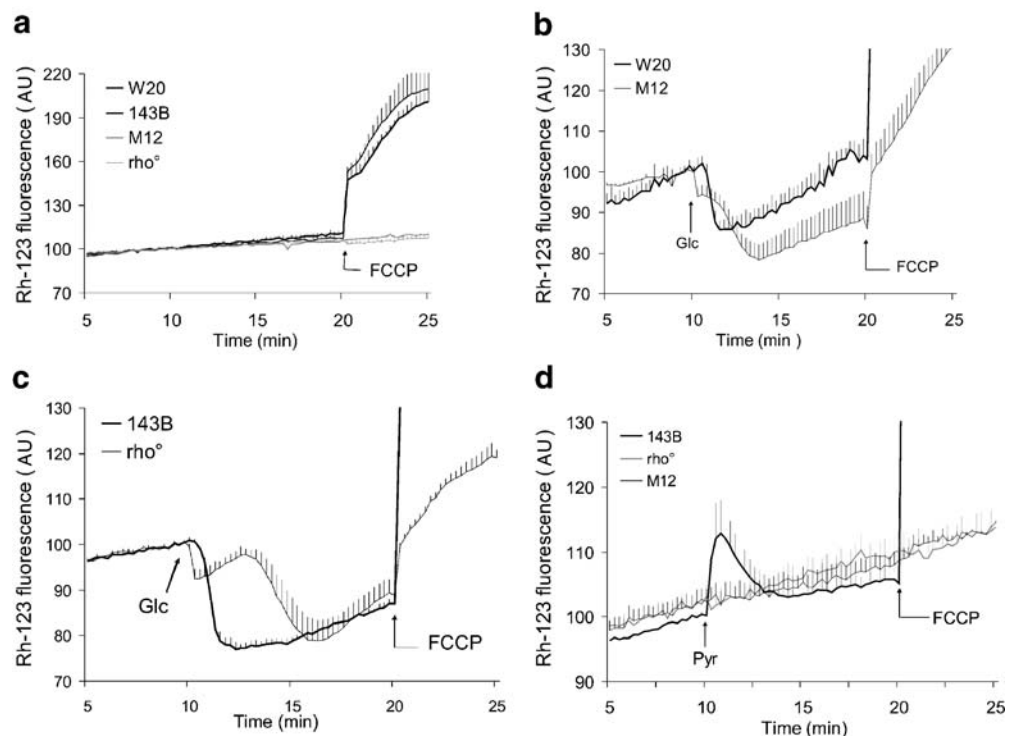 a
Rh-123 fluorescence ( AU )
220
190
160
130
100
70
W20
143B
M12
rho°
FCCP
5 10 15 20 25
Time (min)
b
Rh-123 fluorescence ( AU )
130
120
110
100
90
80
70
W20
M12
Glc
FCCP
5 10 15 20 25
Time (min )
c
Rh-123 fluorescence ( AU )
130
120
110
100
90
80
70
143B
rho°
Glc
FCCP
5 10 15 20 25
Time (min)
d
Rh-123 fluorescence ( AU )
130
120
110
100
90
143B
rho°
M12
Pyr
FCCP
5 10 15 20 25
Time (min)